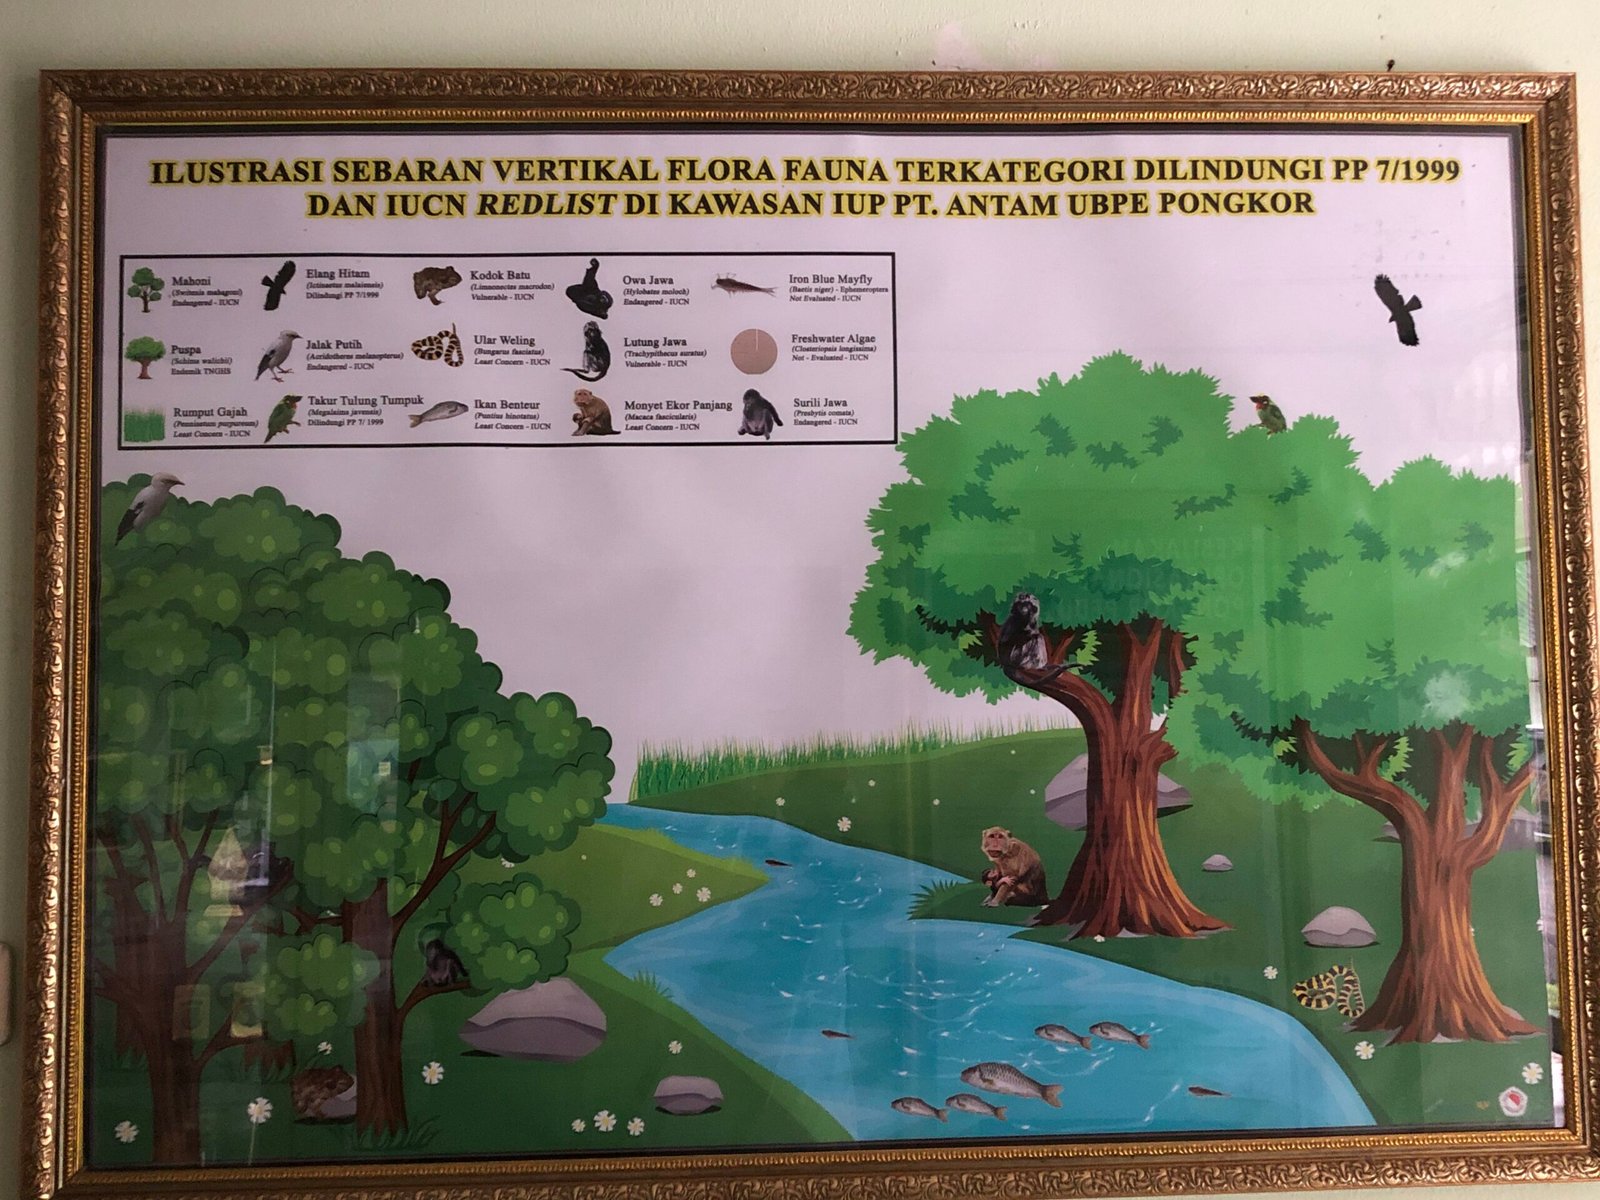 ILUSTRASI SEBARAN VERTIKAL FLORA FAUNA TERKATEGORI DILINDUNGI PP 7/1999
DAN IUCN REDLIST DI KAWASAN IUP PT. ANTAM UBPE PONGKOR
Mahoni
(Switenia mahagoni)
Endangered - IUCN
Elang Hitam
(Ictinaetus malaiensis)
Dilindungi PP 7/1999
Kodok Batu
(Limnonectes macrodon)
Vulnerable - IUCN
Owa Jawa
(Hylobates moloch)
Endangered - IUCN
Iron Blue Mayfly
(Baetis niger) - Ephemeroptera
Not Evaluated - IUCN
Puspa
(Schima walichii)
Endemik TNGHS
Jalak Putih
(Acridotheres melanopterus)
Endangered - IUCN
Ular Weling
(Bungarus fasciatus)
Least Concern - IUCN
Lutung Jawa
(Trachypithecus auratus)
Vulnerable - IUCN
Freshwater Algae
(Closteriopsis longissima)
Not - Evaluated - IUCN
Rumput Gajah
(Pennisetum purpureum)
Least Concern - IUCN
Takur Tulung Tumpuk
(Megalaima javensis)
Dilindungi PP 7/ 1999
Ikan Benteur
(Puntius binotatus)
Least Concern - IUCN
Monyet Ekor Panjang
(Macaca fascicularis)
Least Concern - IUCN
Surili Jawa
(Presbytis comata)
Endangered - IUCN